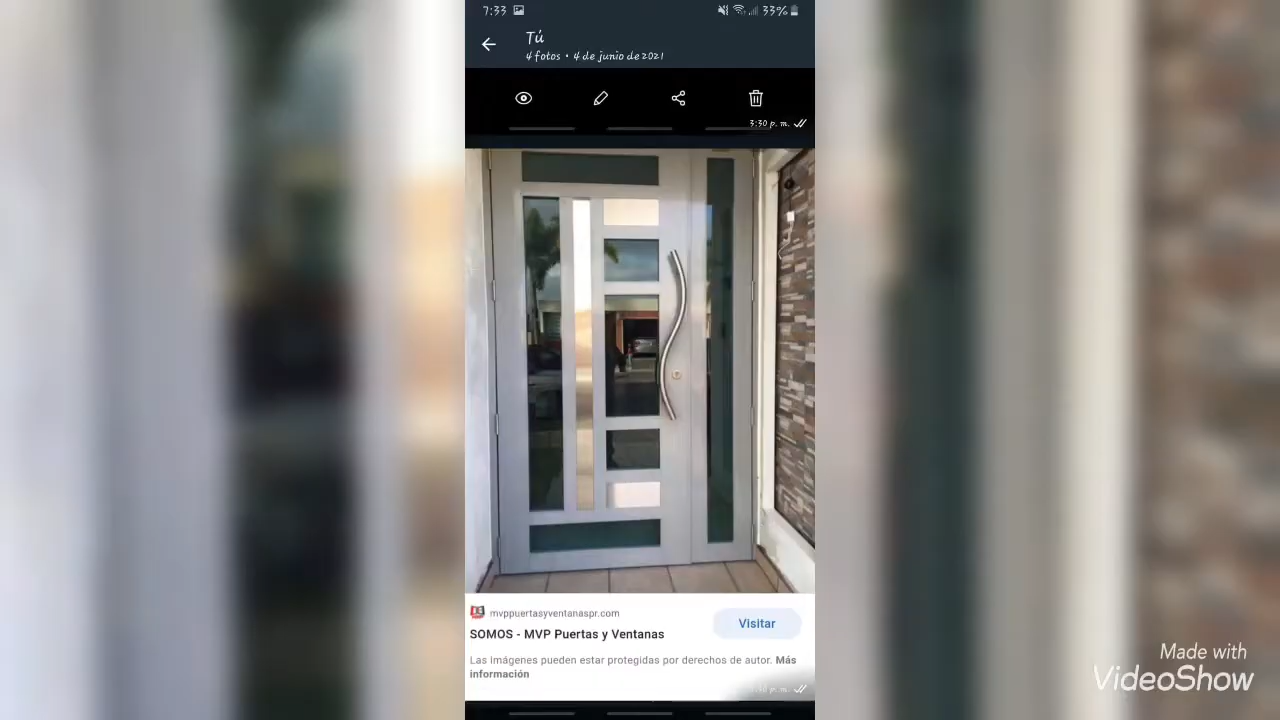 7:33
33%
Tú
4 fotos • 4 de junio de 2021
3:30 p. m.
mvppuertasyventanaspr.com
SOMOS - MVP Puertas y Ventanas
Visitar
Las imágenes pueden estar protegidas por derechos de autor. Más
información
p. m.
Made with
VideoShow